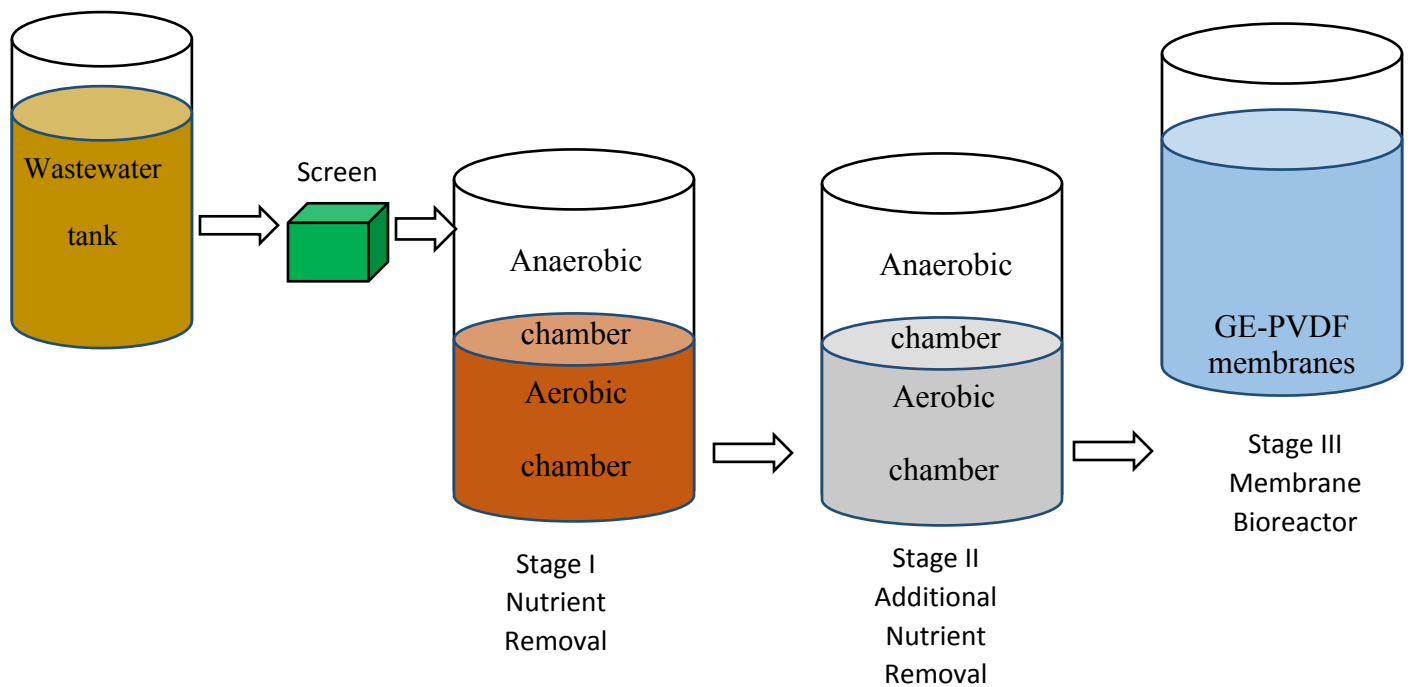 Wastewater
tank
Screen
Anaerobic
chamber
Aerobic
chamber
Stage I
Nutrient
Removal
Anaerobic
chamber
Aerobic
chamber
Stage II
Additional
Nutrient
Removal
GE-PVDF
membranes
Stage III
Membrane
Bioreactor